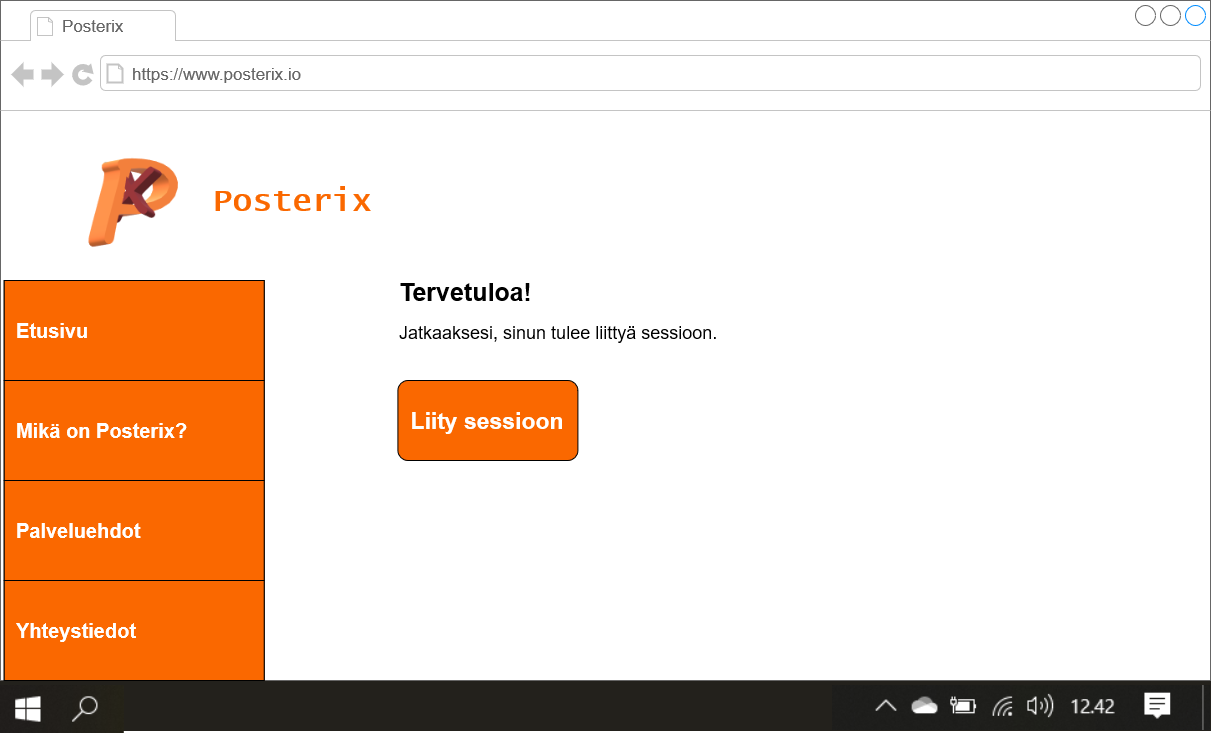 Posterix
https://www.posterix.io
Posterix
Tervetuloa!
Jatkaaksesi, sinun tulee liittyä sessioon.
Liity sessioon
Etusivu
Mikä on Posterix?
Palveluehdot
Yhteystiedot
12.42